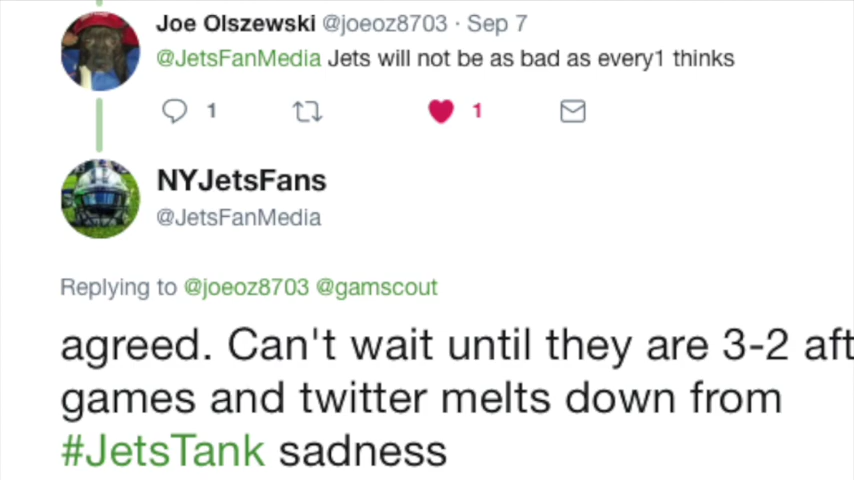 Joe Olszewski @joeoz8703 · Sep 7
@JetsFanMedia Jets will not be as bad as every1 thinks
1 1
NYJetsFans
@JetsFanMedia
Replying to @joeoz8703 @gamscout
agreed. Can't wait until they are 3-2 aft
games and twitter melts down from
#JetsTank sadness